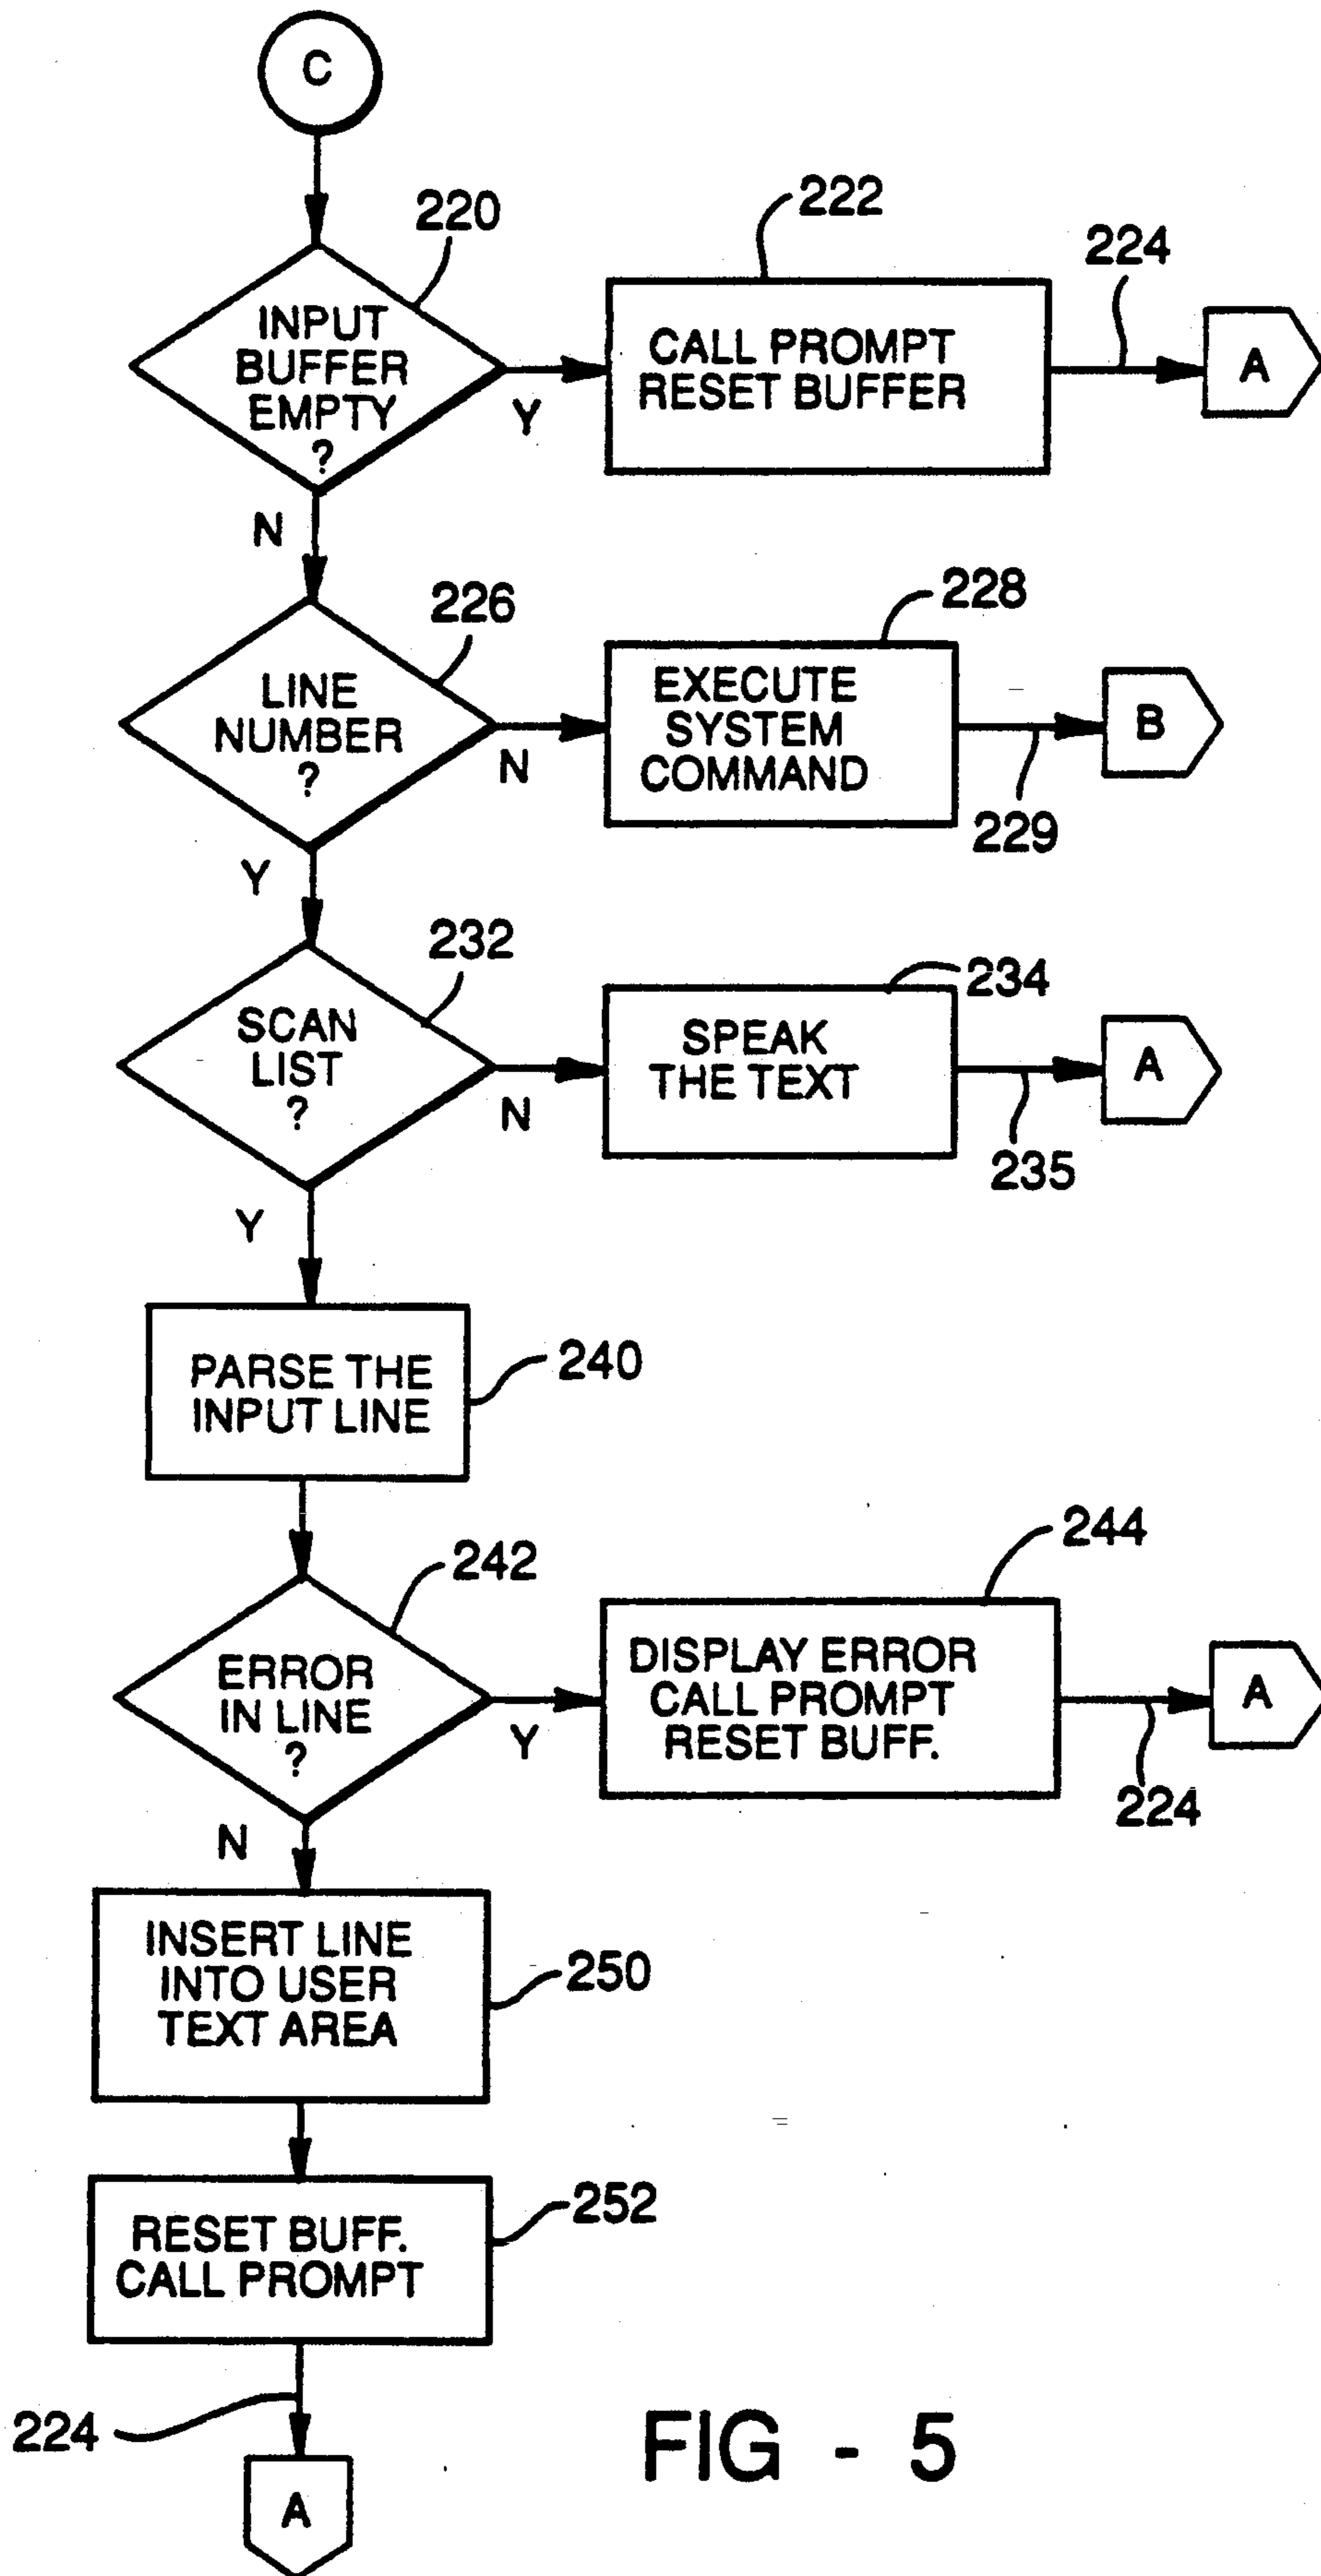 C
220
222
224
INPUT
BUFFER
EMPTY
?
Y
CALL PROMPT
RESET BUFFER
A
N
226
228
LINE
NUMBER
?
N
EXECUTE
SYSTEM
COMMAND
B
229
Y
232
234
SCAN
LIST
?
N
SPEAK
THE TEXT
A
235
Y
PARSE THE
INPUT LINE
240
242
244
ERROR
IN LINE
?
Y
DISPLAY ERROR
CALL PROMPT
RESET BUFF.
A
224
N
INSERT LINE
INTO USER
TEXT AREA
250
RESET BUFF.
CALL PROMPT
252
224
A
FIG - 5